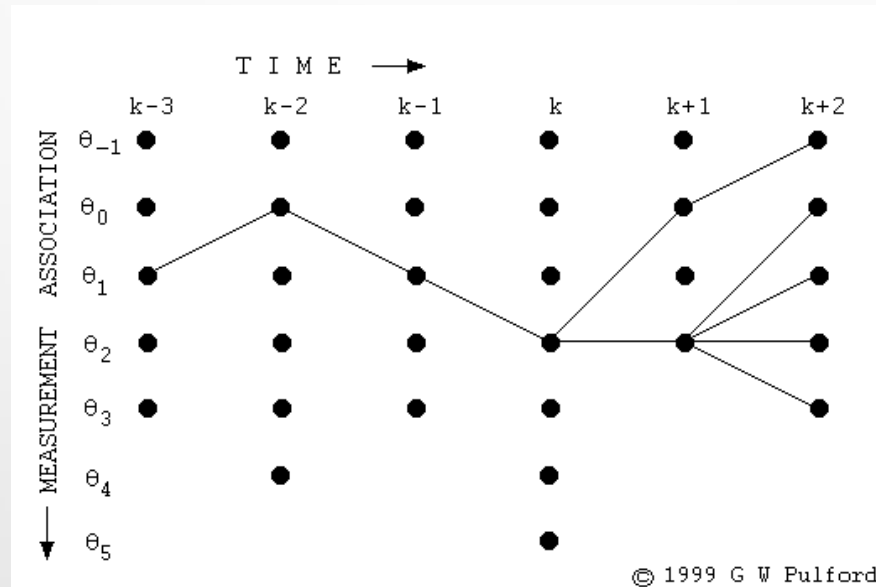 T I M E
k-3 k-2 k-1 k k+1 k+2
MEASUREMENT ASSOCIATION
θ-1
θ0
θ1
θ2
θ3
θ4
θ5
© 1999 G W Pulford